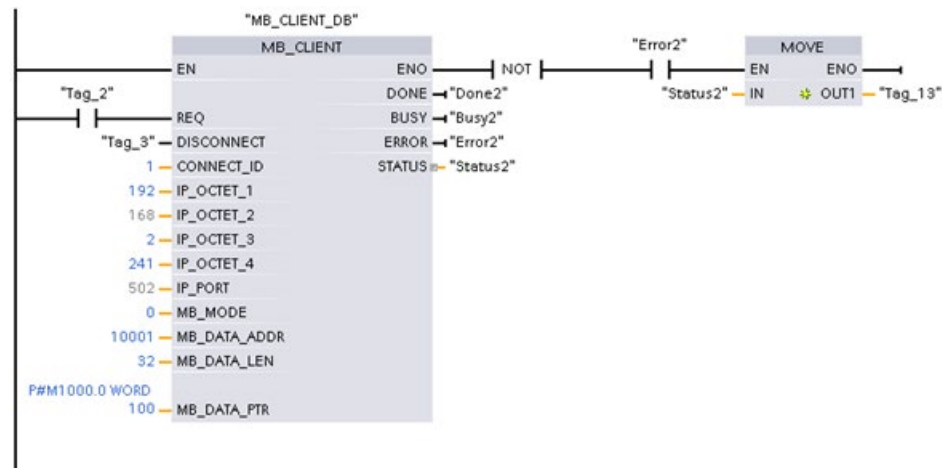 "MB_CLIENT_DB"
MB_CLIENT
"Error2"
MOVE
EN ENO
NOT
EN ENO
"Tag_2"
DONE "Done2"
"Status2" IN OUT1 "Tag_13"
REQ BUSY "Busy2"
"Tag_3" DISCONNECT ERROR "Error2"
1 CONNECT_ID STATUS "Status2"
192 IP_OCTET_1
168 IP_OCTET_2
2 IP_OCTET_3
241 IP_OCTET_4
502 IP_PORT
0 MB_MODE
10001 MB_DATA_ADDR
32 MB_DATA_LEN
P#M1000.0 WORD
100 MB_DATA_PTR